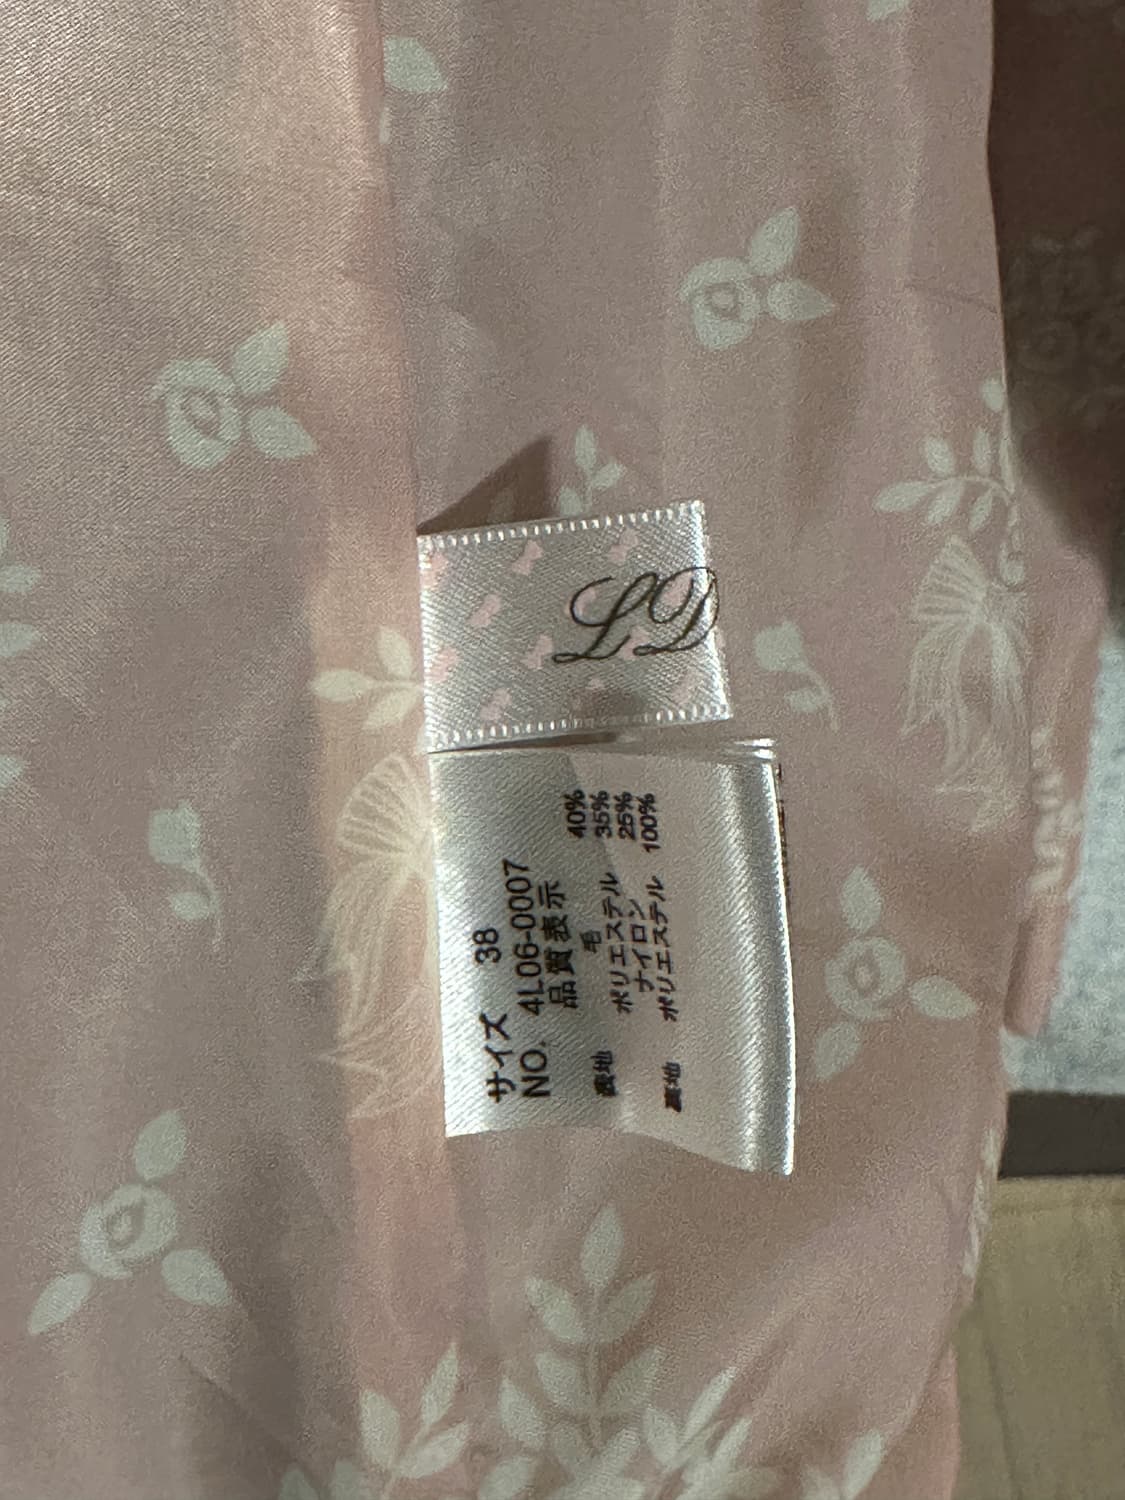 LD
サイズ 38
NO. 4L06-0007
品質表示
表地 毛 40%
ポリエステル 35%
ナイロン 25%
裏地 ポリエステル 100%